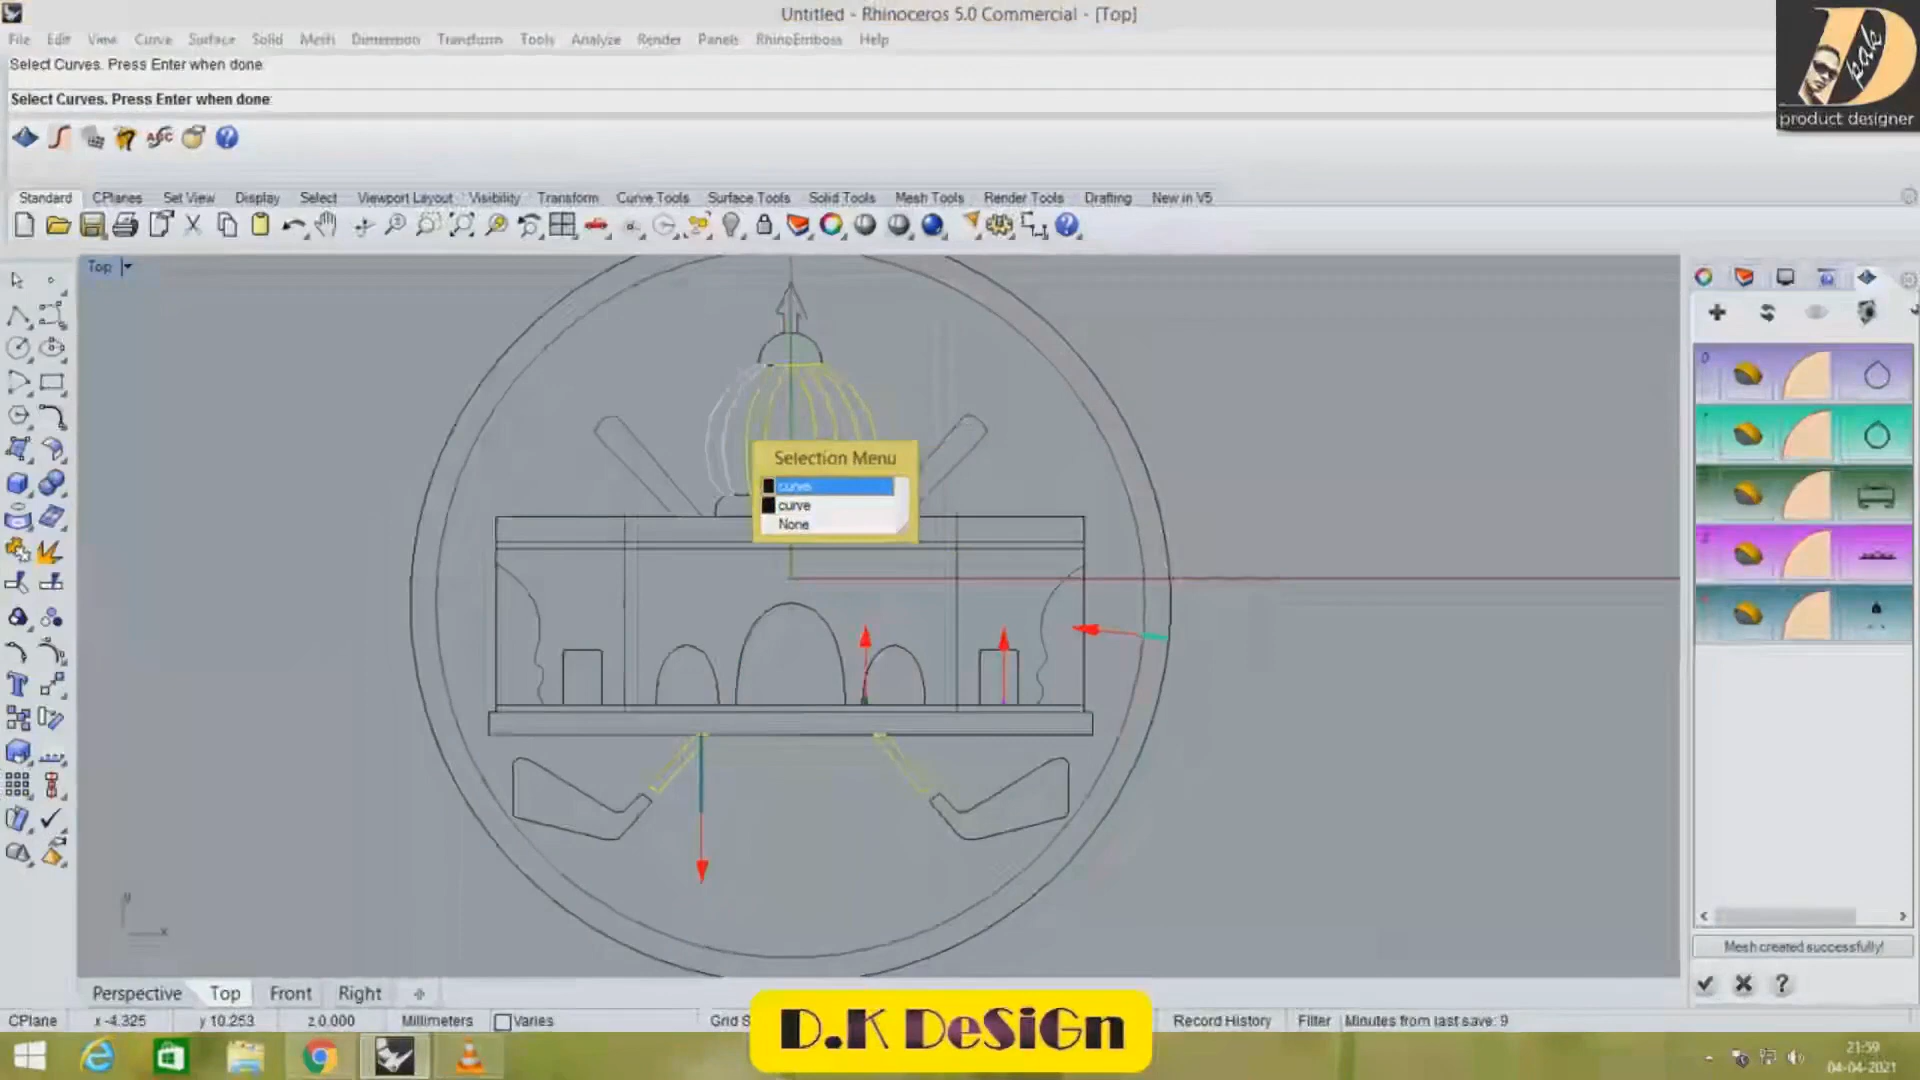 Untitled - Rhinoceros 5.0 Commercial - [Top]
File Edit View Curve Surface Solid Mesh Dimension Transform Tools Analyze Render Panels RhinoEmboss Help
Select Curves. Press Enter when done
Select Curves. Press Enter when done:
ABC
D pak
product designer
Standard CPlanes Set View Display Select Viewport Layout Visibility Transform Curve Tools Surface Tools Solid Tools Mesh Tools Render Tools Drafting New in V5
Top
Selection Menu
curve
curve
None
y
x
Mesh created successfully!
Perspective Top Front Right
CPlane x -4.325 y 10.253 z 0.000 Millimeters Varies Grid S Record History Filter Minutes from last save: 9
D.K DeSiGn
21:59
04-04-2021